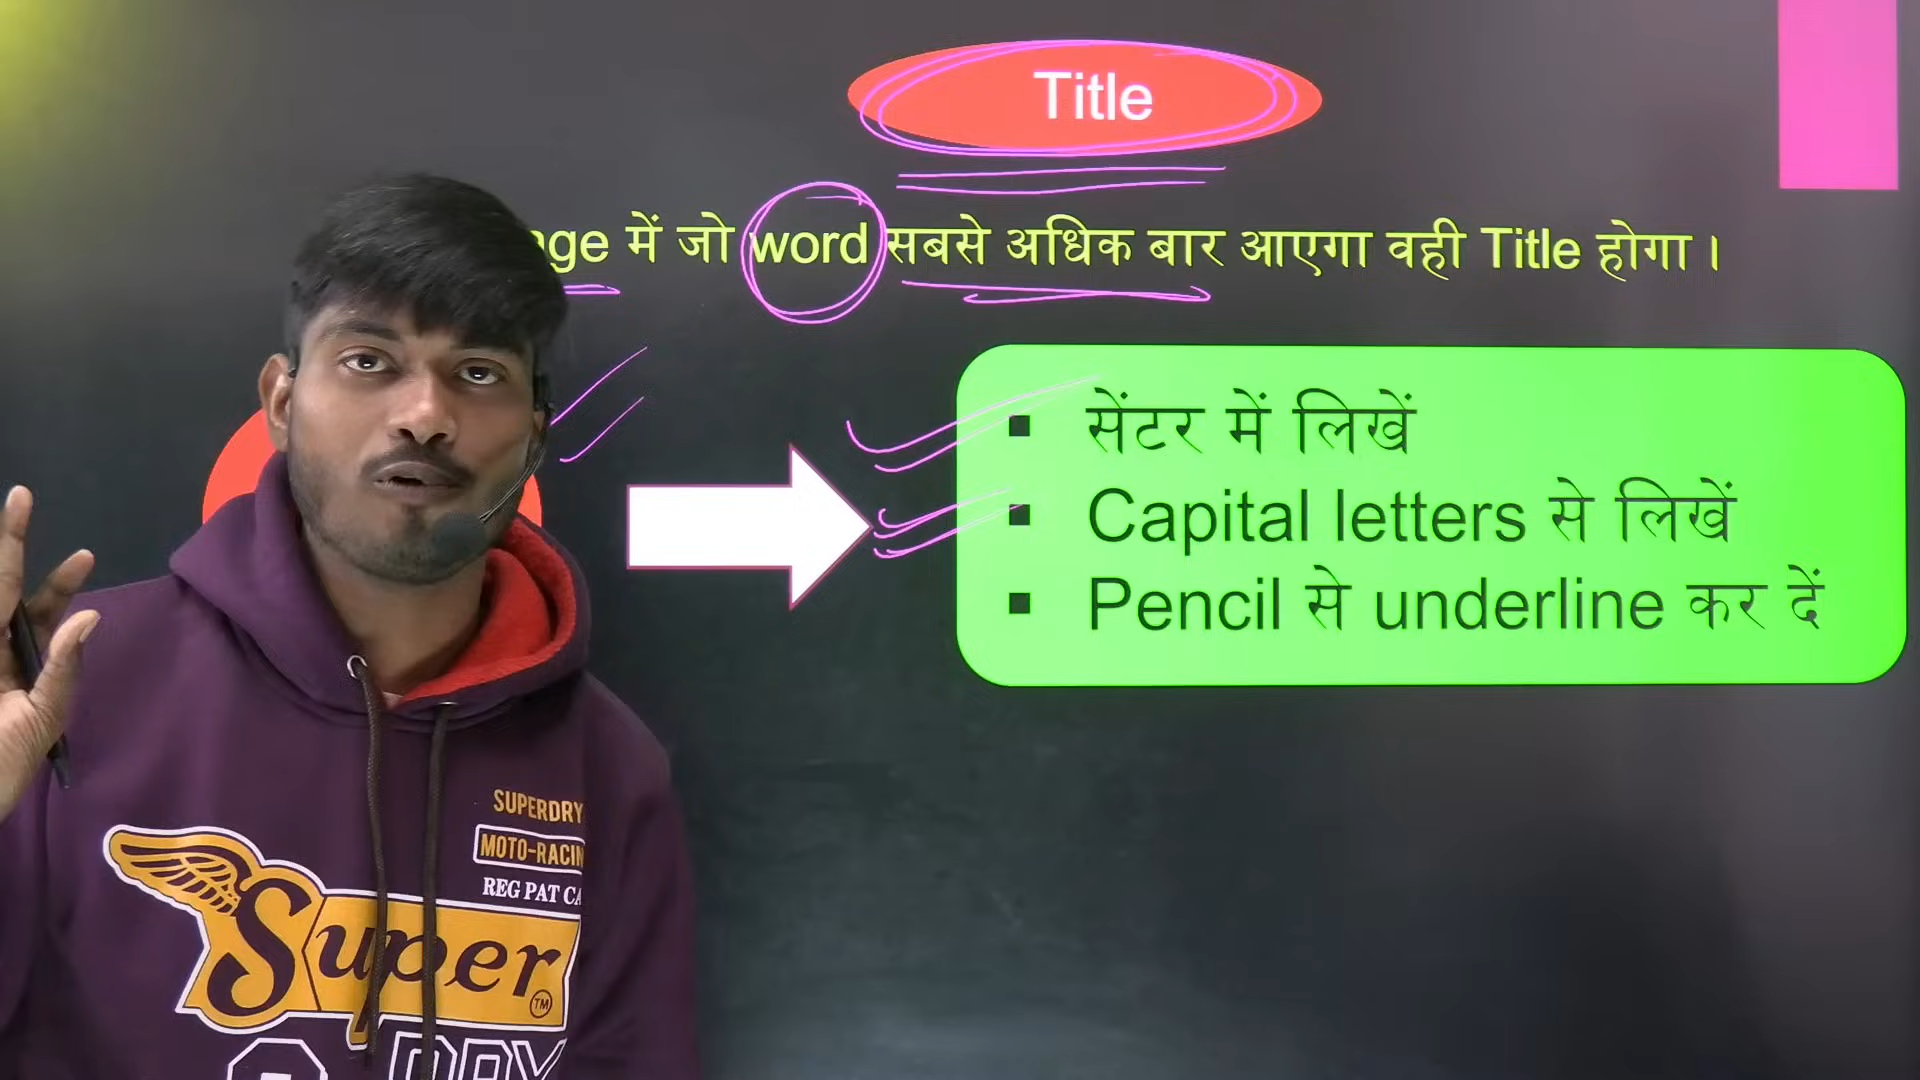 Title
में जो word सबसे अधिक बार आएगा वही Title होगा ।
▪ सेंटर में लिखें
▪ Capital letters से लिखें
▪ Pencil से underline कर दें
SUPERDRY
MOTO-RACIN
REG PAT CA
Super
TM